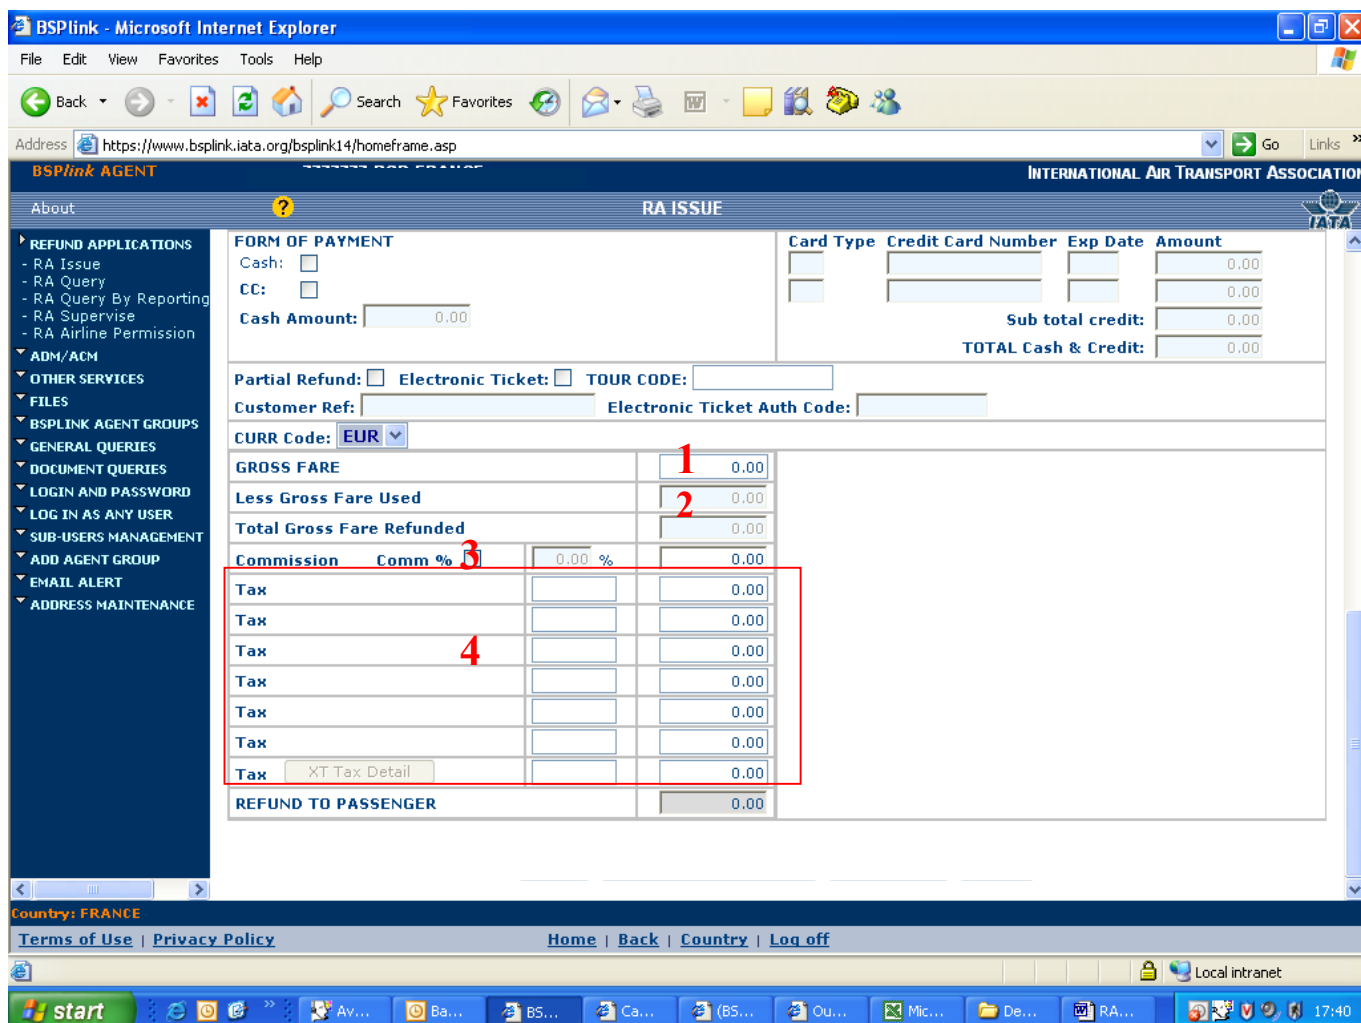 BSPlink - Microsoft Internet Explorer
File Edit View Favorites Tools Help
Back Search Favorites
Address https://www.bsplink.iata.org/bsplink14/homeframe.asp Go Links »
BSPlink AGENT INTERNATIONAL AIR TRANSPORT ASSOCIATION
About ? RA ISSUE IATA
REFUND APPLICATIONS
- RA Issue
- RA Query
- RA Query By Reporting
- RA Supervise
- RA Airline Permission
ADM/ACM
OTHER SERVICES
FILES
BSPLINK AGENT GROUPS
GENERAL QUERIES
DOCUMENT QUERIES
LOGIN AND PASSWORD
LOG IN AS ANY USER
SUB-USERS MANAGEMENT
ADD AGENT GROUP
EMAIL ALERT
ADDRESS MAINTENANCE
FORM OF PAYMENT Card Type Credit Card Number Exp Date Amount
Cash: 0.00
CC: 0.00
Cash Amount: 0.00 Sub total credit: 0.00
TOTAL Cash & Credit: 0.00
Partial Refund: Electronic Ticket: TOUR CODE:
Customer Ref: Electronic Ticket Auth Code:
CURR Code: EUR
GROSS FARE 1 0.00
Less Gross Fare Used 2 0.00
Total Gross Fare Refunded 0.00
Commission Comm % 3 0.00 % 0.00
Tax 0.00
Tax 0.00
Tax 4 0.00
Tax 0.00
Tax 0.00
Tax 0.00
Tax XT Tax Detail 0.00
REFUND TO PASSENGER 0.00
Country: FRANCE
Terms of Use | Privacy Policy Home | Back | Country | Log off
Local intranet
start » Av... Ba... BS... Ca... (BS... Ou... Mic... De... RA... 17:40